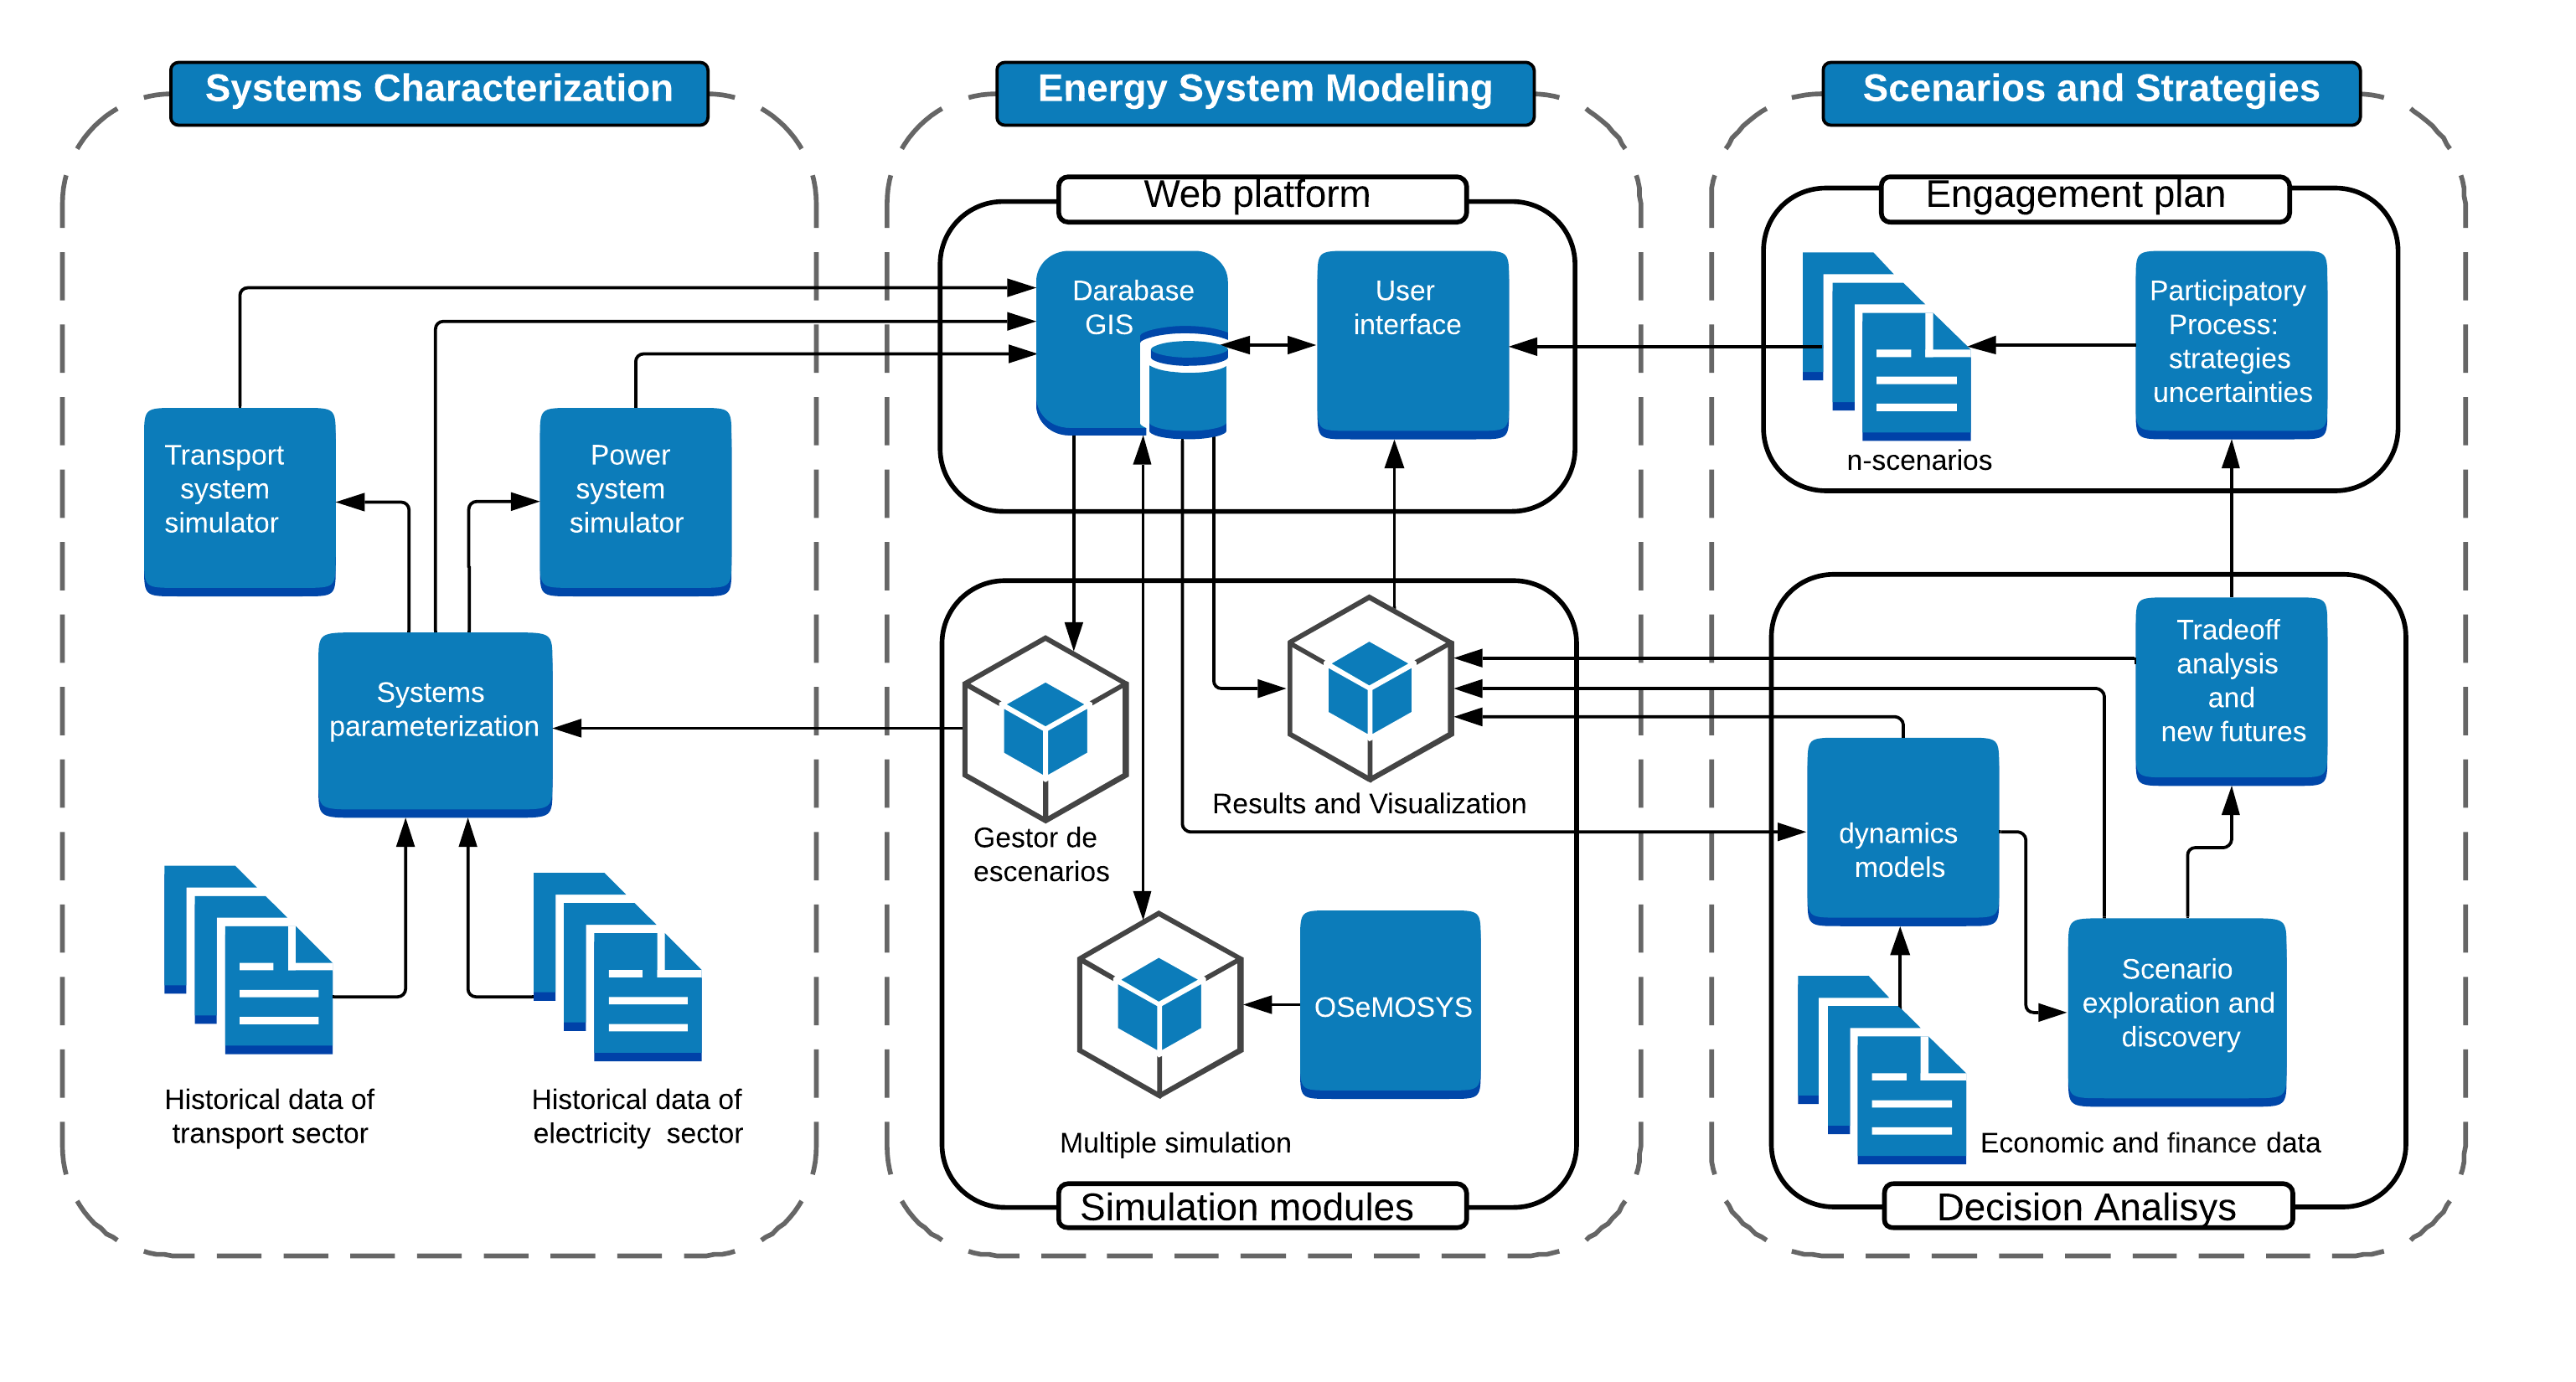 Systems Characterization
Energy System Modeling
Scenarios and Strategies
Web platform
Engagement plan
Darabase
GIS
User
interface
n-scenarios
Participatory
Process:
strategies
uncertainties
Transport
system
simulator
Power
system
simulator
Systems
parameterization
Historical data of
transport sector
Historical data of
electricity sector
Gestor de
escenarios
Results and Visualization
Multiple simulation
OSeMOSYS
Simulation modules
Tradeoff
analysis
and
new futures
dynamics
models
Scenario
exploration and
discovery
Economic and finance data
Decision Analisys